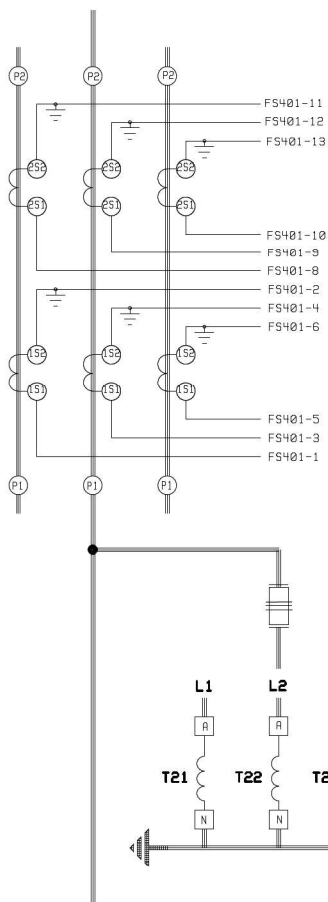 P2 P2 P2
FS401-11
FS401-12
FS401-13
2S2 2S2 2S2
2S1 2S1 2S1
FS401-10
FS401-9
FS401-8
FS401-2
FS401-4
FS401-6
1S2 1S2 1S2
1S1 1S1 1S1
FS401-5
FS401-3
FS401-1
P1 P1 P1
L1 L2
A A
T21 T22 T2
N N